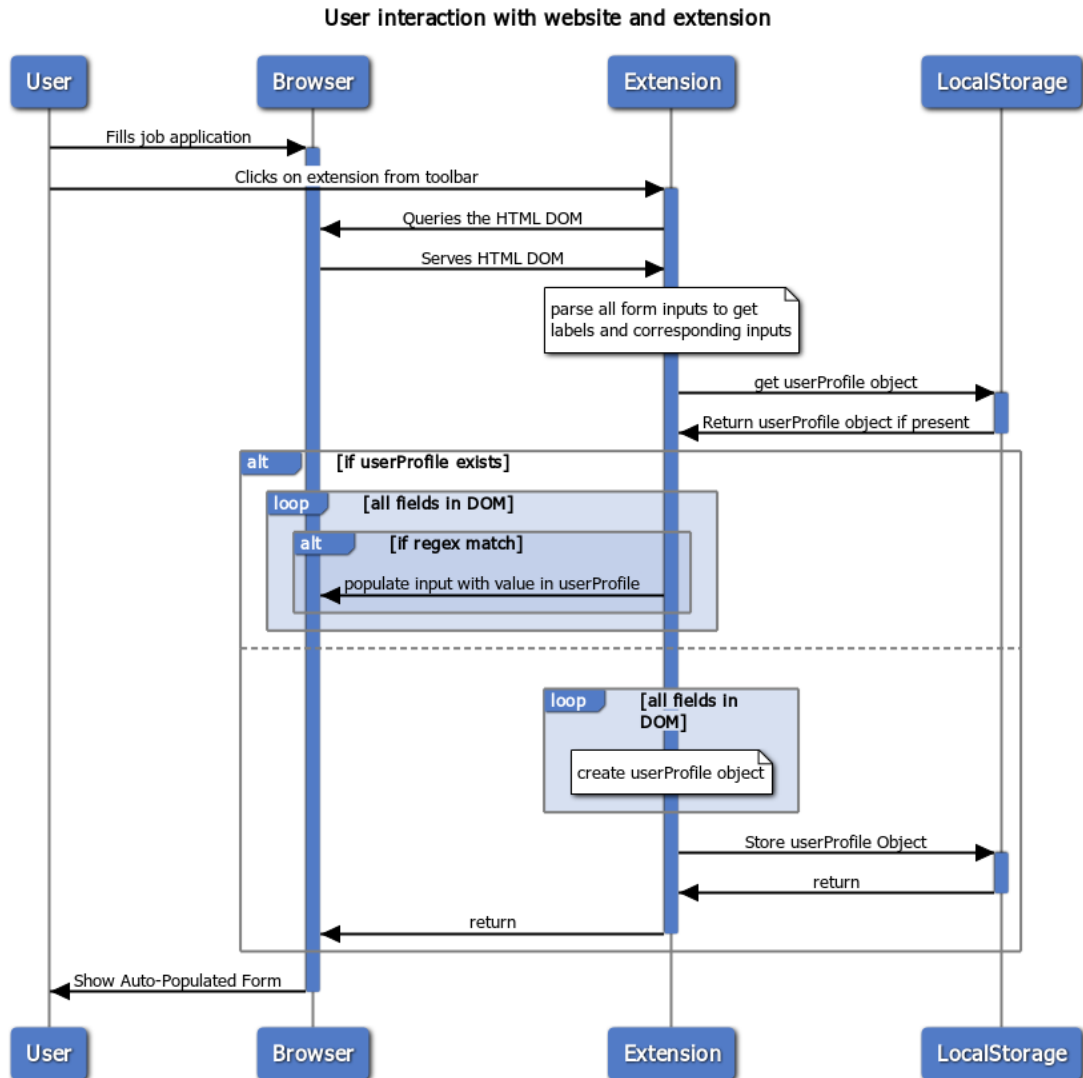 User interaction with website and extension
User
Browser
Extension
LocalStorage
Fills job application
Clicks on extension from toolbar
Queries the HTML DOM
Serves HTML DOM
parse all form inputs to get
labels and corresponding inputs
get userProfile object
Return userProfile object if present
alt
[if userProfile exists]
loop
[all fields in DOM]
alt
[if regex match]
populate input with value in userProfile
loop
[all fields in
DOM]
create userProfile object
Store userProfile Object
return
return
Show Auto-Populated Form
User
Browser
Extension
LocalStorage